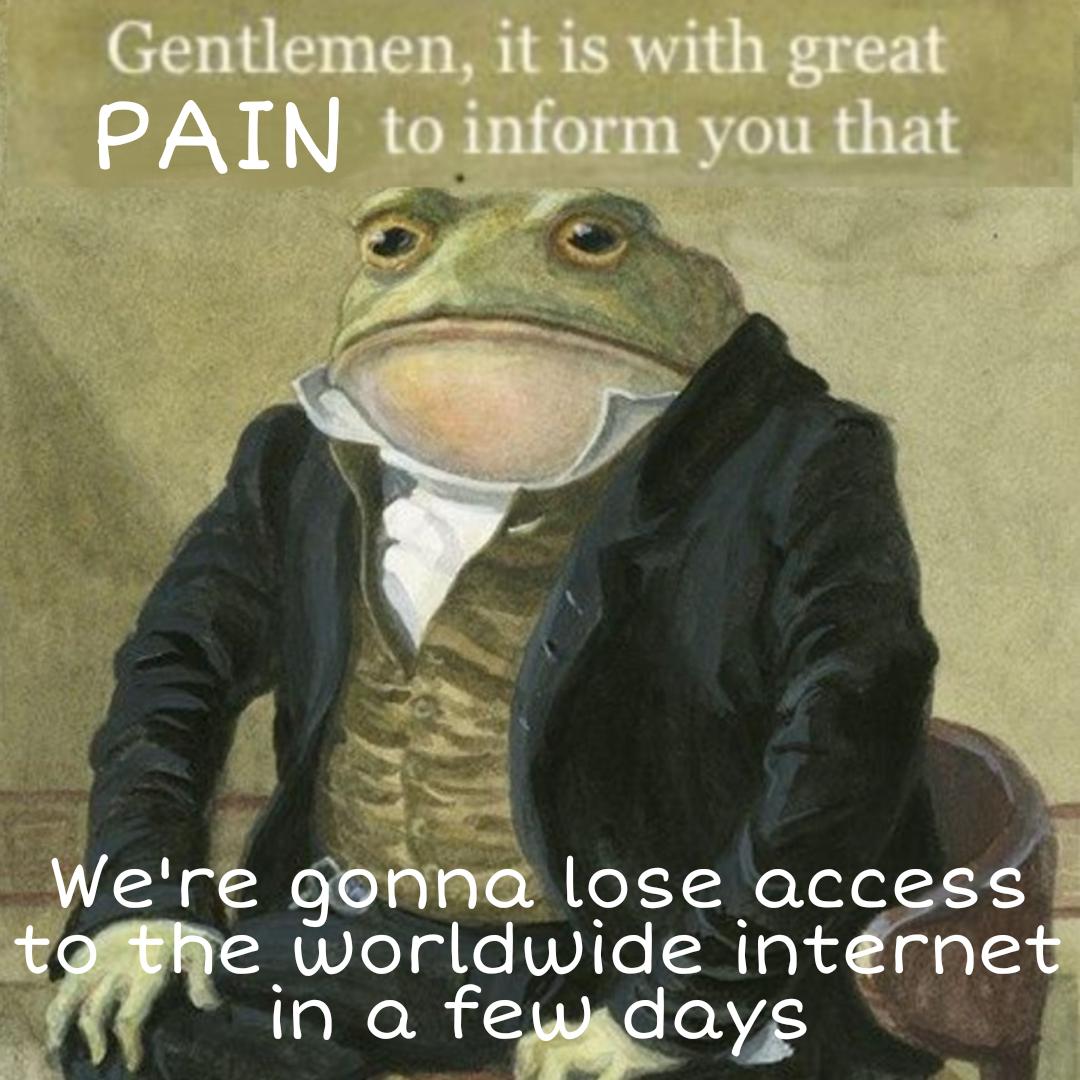 Gentlemen, it is with great
PAIN to inform you that
We're gonna lose access
to the worldwide internet
in a few days